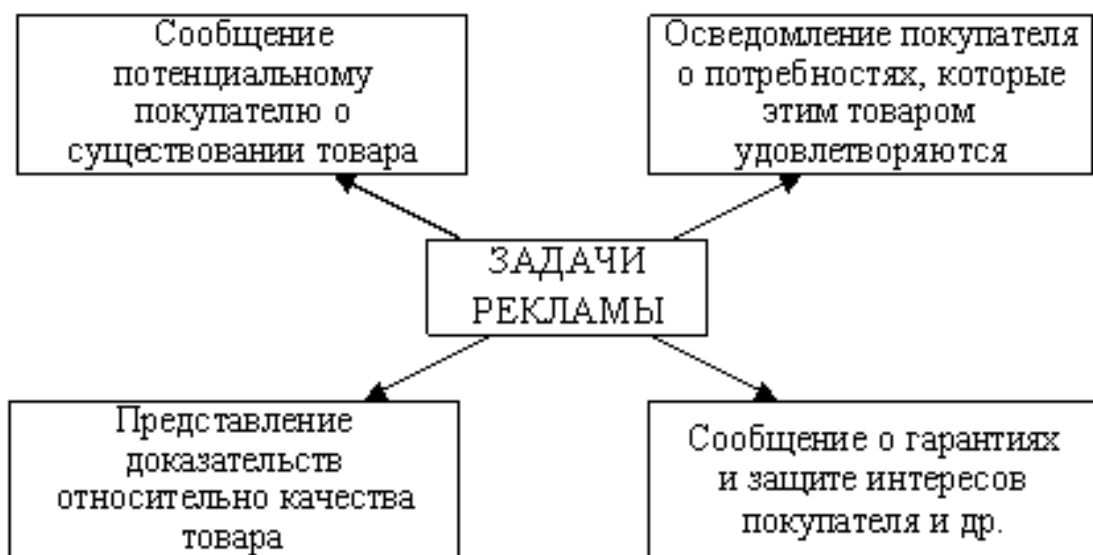 Сообщение
потенциальному
покупателю о
существовании товара
Осведомление покупателя
о потребностях, которые
этим товаром
удовлетворяются
ЗАДАЧИ
РЕКЛАМЫ
Представление
доказательств
относительно качества
товара
Сообщение о гарантиях
и защите интересов
покупателя и др.